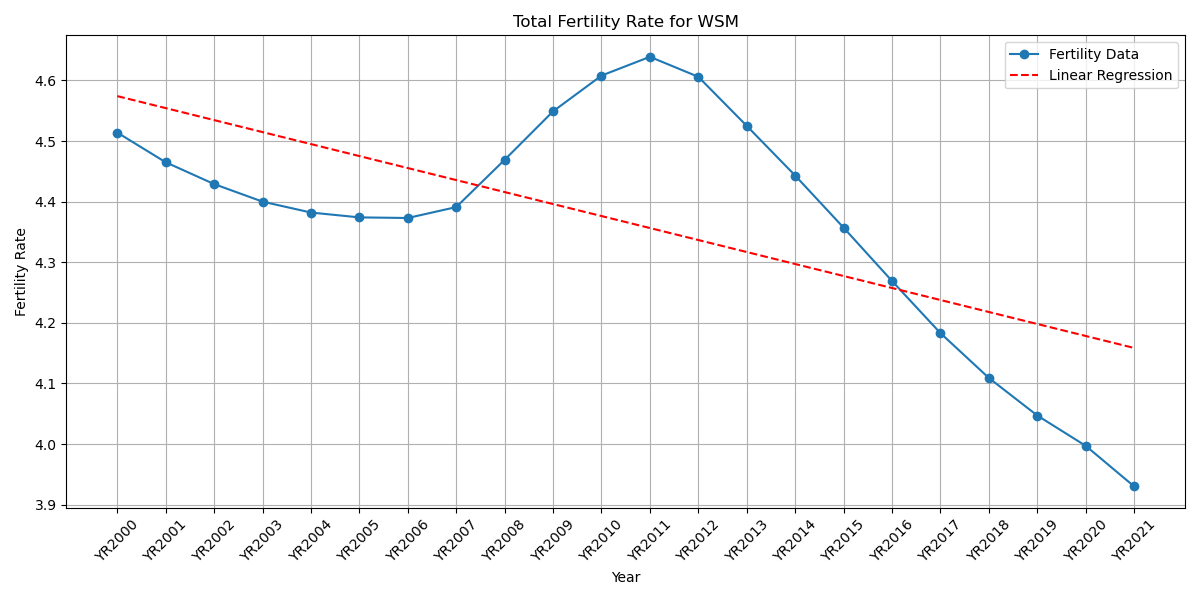 Total Fertility Rate for WSM
Fertility Data
Linear Regression
Fertility Rate
4.6
4.5
4.4
4.3
4.2
4.1
4.0
3.9
YR2000
YR2001
YR2002
YR2003
YR2004
YR2005
YR2006
YR2007
YR2008
YR2009
YR2010
YR2011
YR2012
YR2013
YR2014
YR2015
YR2016
YR2017
YR2018
YR2019
YR2020
YR2021
Year